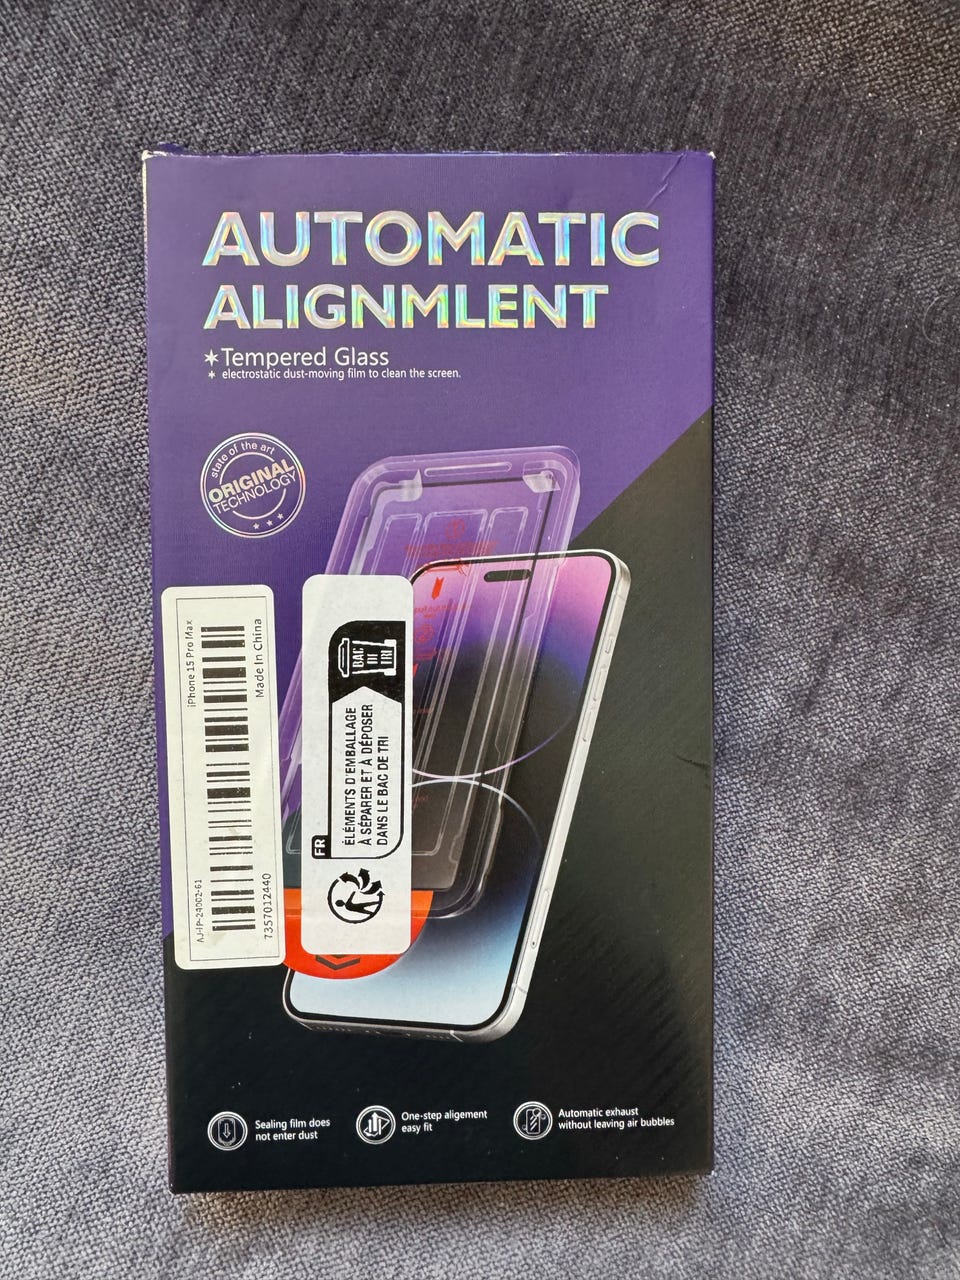 AUTOMATIC
ALIGNMLENT
*Tempered Glass
* electrostatic dust-moving film to clean the screen.
state of the art
ORIGINAL
TECHNOLOGY
iPhone 15 Pro Max
Made In China
AJ-IP-24002-61
7357012440
FR
ÉLÉMENTS D'EMBALLAGE
À SÉPARER ET À DÉPOSER
DANS LE BAC DE TRI
BAC
DE
TRI
Sealing film does
not enter dust
One-step aligement
easy fit
Automatic exhaust
without leaving air bubbles